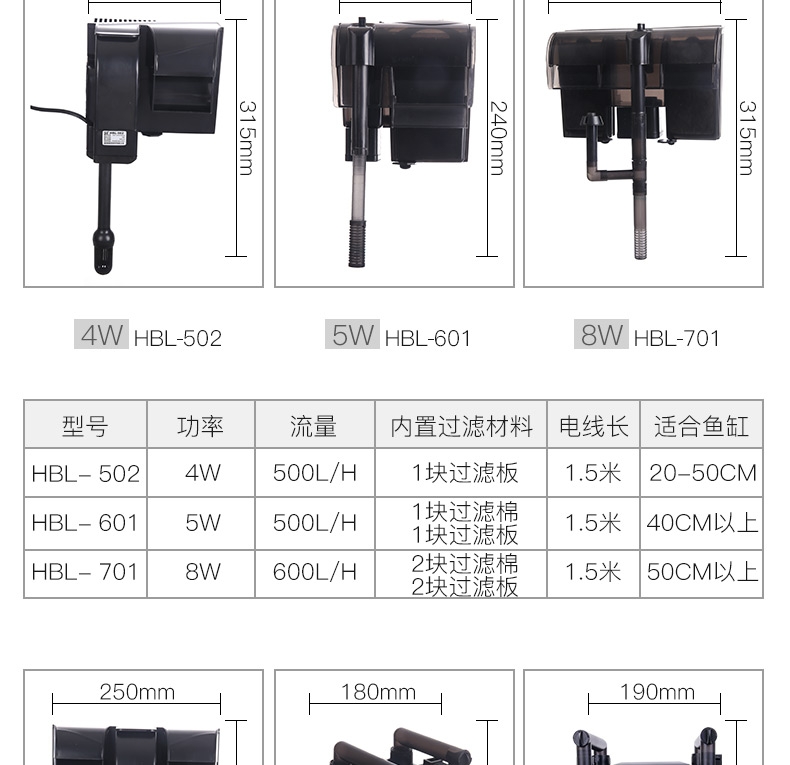 315mm
240mm
315mm
4W HBL-502
5W HBL-601
8W HBL-701
型号 功率 流量 内置过滤材料 电线长 适合鱼缸
HBL- 502 4W 500L/H 1块过滤板 1.5米 20-50CM
HBL- 601 5W 500L/H 1块过滤棉 1块过滤板 1.5米 40CM以上
HBL- 701 8W 600L/H 2块过滤棉 2块过滤板 1.5米 50CM以上
250mm
180mm
190mm